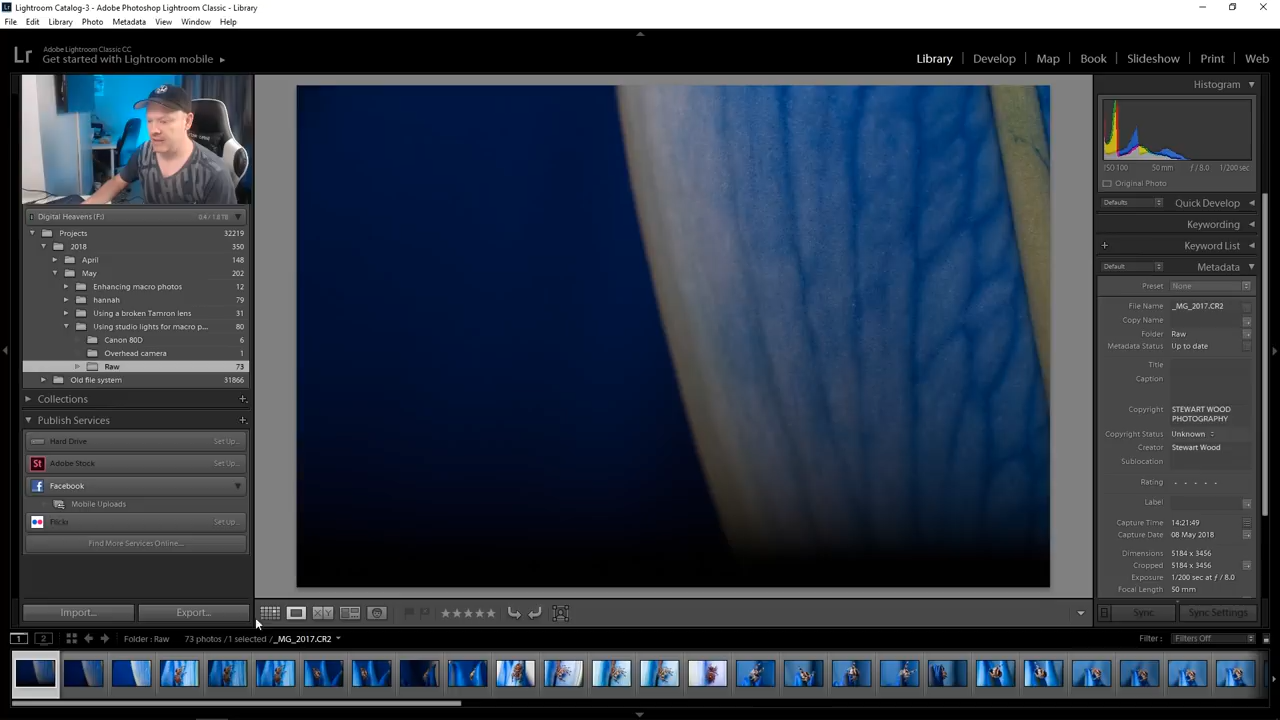 Lightroom Catalog-3 - Adobe Photoshop Lightroom Classic - Library
File Edit Library Photo Metadata View Window Help
Lr
Adobe Lightroom Classic CC
Get started with Lightroom mobile
Library Develop Map Book Slideshow Print Web
Digital Heavens (F:) 0.4 / 1.8 TB
Projects 32219
2018 350
April 148
May 202
Enhancing macro photos 12
hannah 79
Using a broken Tamron lens 31
Using studio lights for macro p... 80
Canon 80D 6
Overhead camera 1
Raw 73
Old file system 31866
Collections
Publish Services
Hard Drive Set Up...
St Adobe Stock Set Up...
Facebook
Mobile Uploads
Flickr Set Up...
Find More Services Online...
Import... Export...
Histogram
ISO 100 50 mm ƒ / 8.0 1/200 sec
Original Photo
Defaults Quick Develop
Keywording
Keyword List
Default Metadata
Preset None
File Name _MG_2017.CR2
Copy Name
Folder Raw
Metadata Status Up to date
Title
Caption
Copyright STEWART WOOD PHOTOGRAPHY
Copyright Status Unknown
Creator Stewart Wood
Sublocation
Rating
Label
Capture Time 14:21:49
Capture Date 08 May 2018
Dimensions 5184 x 3456
Cropped 5184 x 3456
Exposure 1/200 sec at ƒ / 8.0
Focal Length 50 mm
Sync Sync Settings
X Y
1 2 Folder : Raw 73 photos / 1 selected / _MG_2017.CR2 Filter : Filters Off